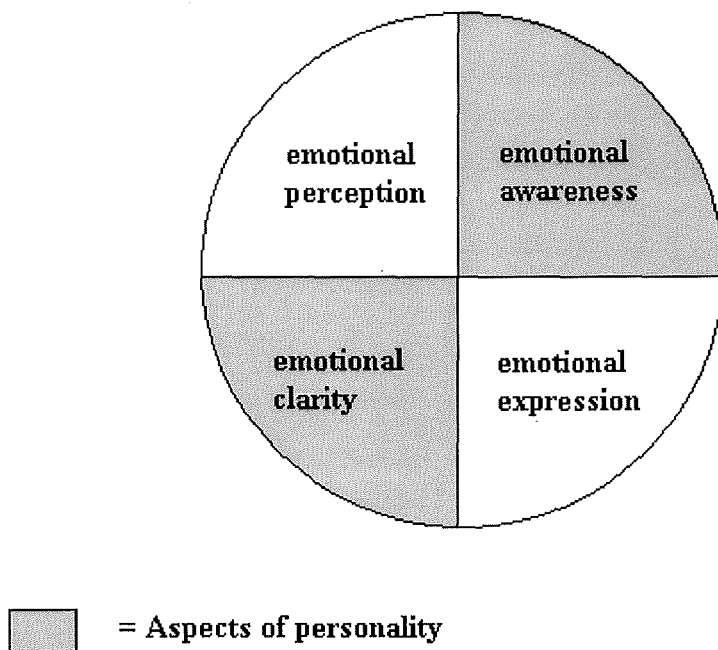 emotional
perception
emotional
awareness
emotional
clarity
emotional
expression
= Aspects of personality